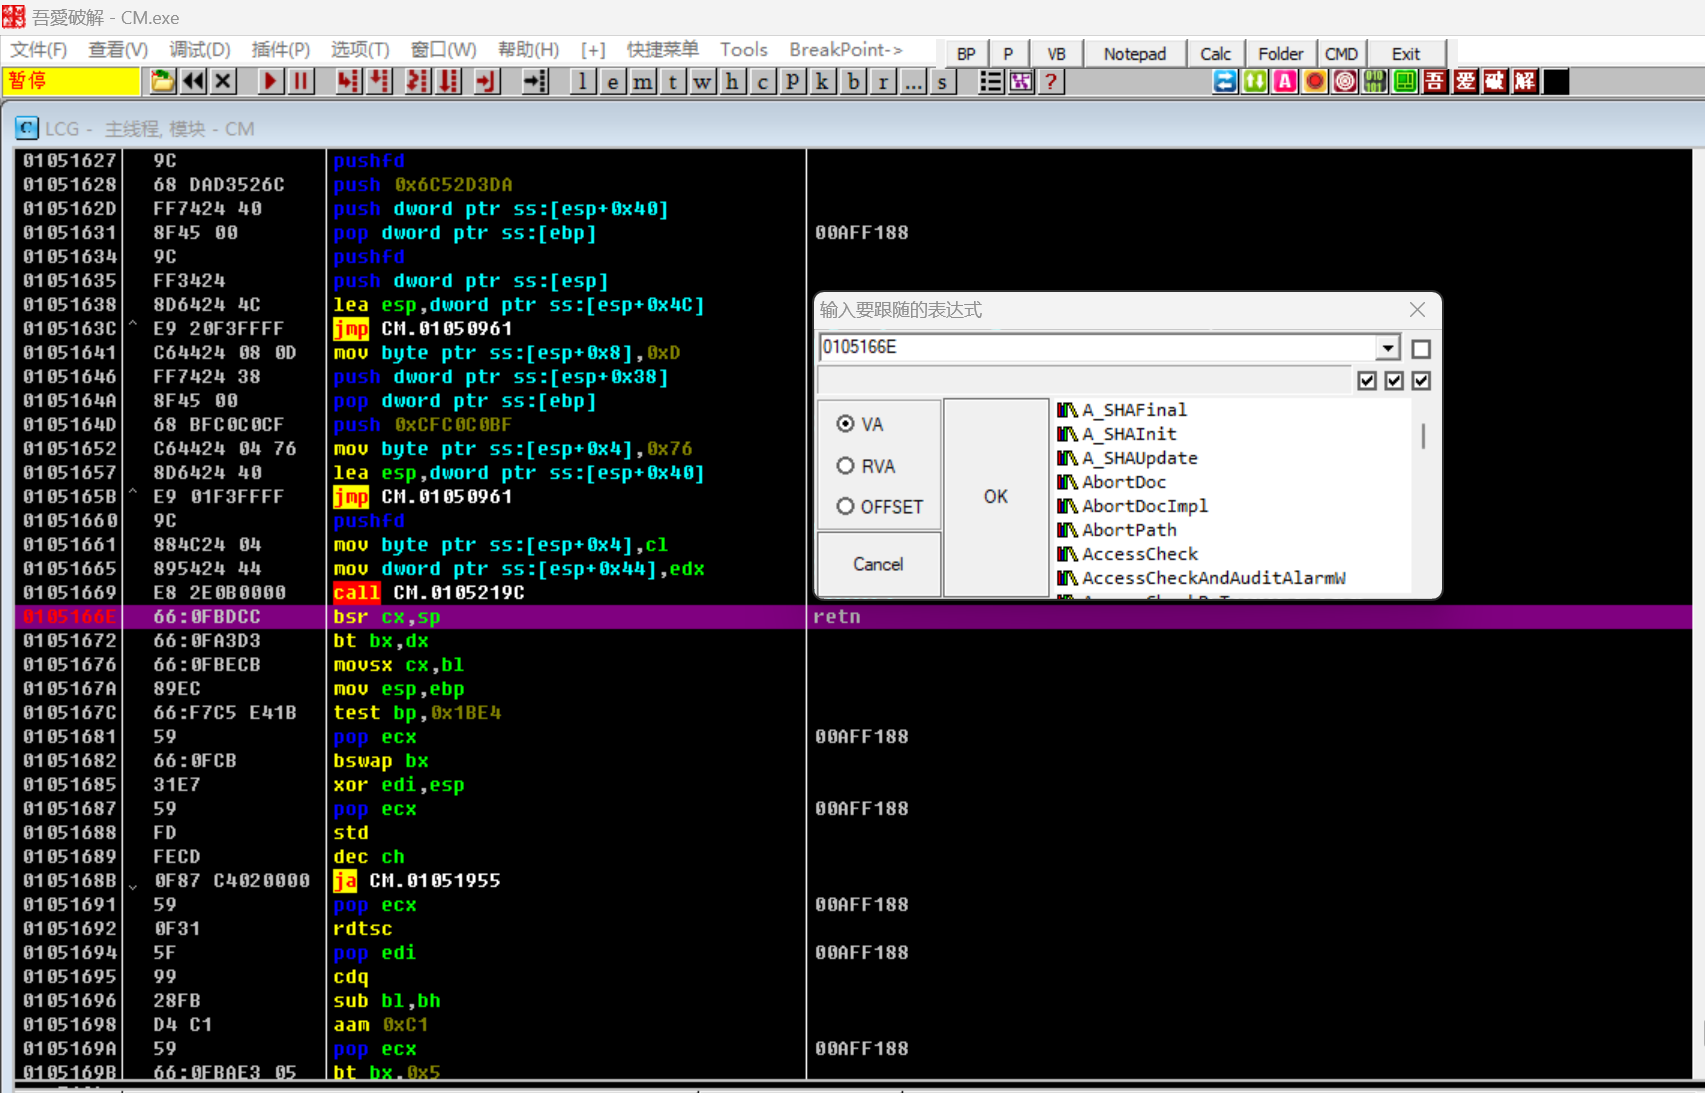 吾愛破解 - CM.exe
文件(F) 查看(V) 调试(D) 插件(P) 选项(T) 窗口(W) 帮助(H) [+] 快捷菜单 Tools BreakPoint-> BP P VB Notepad Calc Folder CMD Exit
暂停 l e m t w h c p k b r ... s ? A 吾 爱 破 解
C LCG - 主线程, 模块 - CM
01051627 9C pushfd
01051628 68 DAD3526C push 0x6C52D3DA
0105162D FF7424 40 push dword ptr ss:[esp+0x40]
01051631 8F45 00 pop dword ptr ss:[ebp] 00AFF188
01051634 9C pushfd
01051635 FF3424 push dword ptr ss:[esp]
01051638 8D6424 4C lea esp,dword ptr ss:[esp+0x4C]
0105163C ^ E9 20F3FFFF jmp CM.01050961
01051641 C64424 08 0D mov byte ptr ss:[esp+0x8],0xD
01051646 FF7424 38 push dword ptr ss:[esp+0x38]
0105164A 8F45 00 pop dword ptr ss:[ebp]
0105164D 68 BFC0C0CF push 0xCFC0C0BF
01051652 C64424 04 76 mov byte ptr ss:[esp+0x4],0x76
01051657 8D6424 40 lea esp,dword ptr ss:[esp+0x40]
0105165B ^ E9 01F3FFFF jmp CM.01050961
01051660 9C pushfd
01051661 884C24 04 mov byte ptr ss:[esp+0x4],cl
01051665 895424 44 mov dword ptr ss:[esp+0x44],edx
01051669 E8 2E0B0000 call CM.0105219C
0105166E 66:0FBDCC bsr cx,sp retn
01051672 66:0FA3D3 bt bx,dx
01051676 66:0FBECB movsx cx,bl
0105167A 89EC mov esp,ebp
0105167C 66:F7C5 E41B test bp,0x1BE4
01051681 59 pop ecx 00AFF188
01051682 66:0FCB bswap bx
01051685 31E7 xor edi,esp
01051687 59 pop ecx 00AFF188
01051688 FD std
01051689 FECD dec ch
0105168B 0F87 C4020000 ja CM.01051955
01051691 59 pop ecx 00AFF188
01051692 0F31 rdtsc
01051694 5F pop edi 00AFF188
01051695 99 cdq
01051696 28FB sub bl,bh
01051698 D4 C1 aam 0xC1
0105169A 59 pop ecx 00AFF188
0105169B 66:0FBAE3 05 bt bx,0x5
输入要跟随的表达式
0105166E
VA
RVA
OFFSET
Cancel
OK
A_SHAFinal
A_SHAInit
A_SHAUpdate
AbortDoc
AbortDocImpl
AbortPath
AccessCheck
AccessCheckAndAuditAlarmW